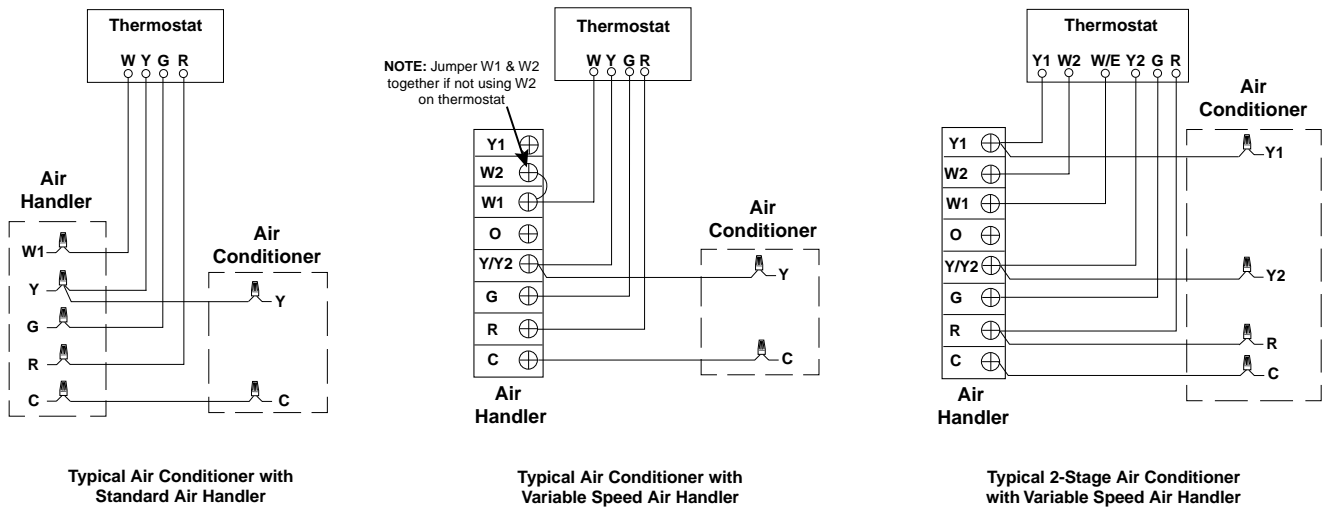 Thermostat
W Y G R
Air
Handler
W1
Y
G
R
C
Air
Conditioner
Y
C
Typical Air Conditioner with
Standard Air Handler
Thermostat
W Y G R
NOTE: Jumper W1 & W2
together if not using W2
on thermostat
Y1
W2
W1
O
Y/Y2
G
R
C
Air
Handler
Air
Conditioner
Y
C
Typical Air Conditioner with
Variable Speed Air Handler
Thermostat
Y1 W2 W/E Y2 G R
Y1
W2
W1
O
Y/Y2
G
R
C
Air
Handler
Air
Conditioner
Y1
Y2
R
C
Typical 2-Stage Air Conditioner
with Variable Speed Air Handler